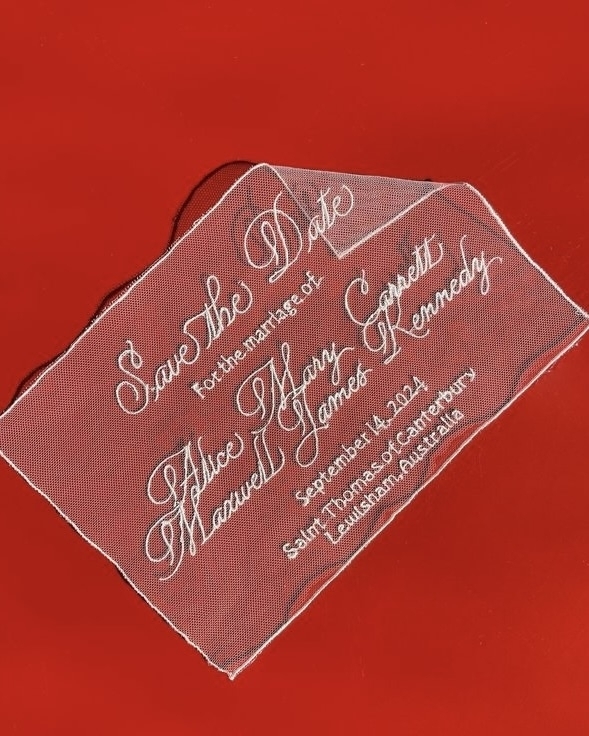 Save the Date
For the marriage of
Alice Mary Garrett
Maxwell James Kennedy
September 14, 2024
Saint Thomas of Canterbury
Lewisham, Australia